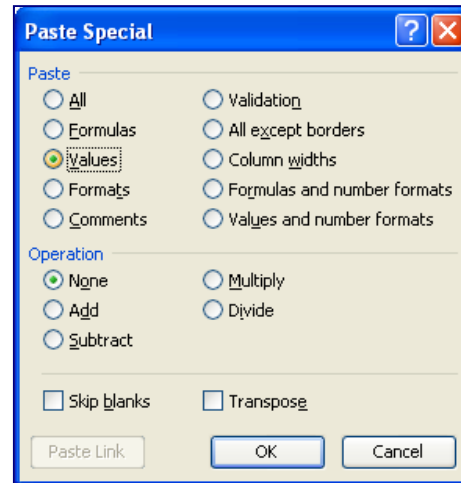 Paste Special
Paste
All
Validation
Formulas
All except borders
Values
Column widths
Formats
Formulas and number formats
Comments
Values and number formats
Operation
None
Multiply
Add
Divide
Subtract
Skip blanks
Transpose
Paste Link
OK
Cancel